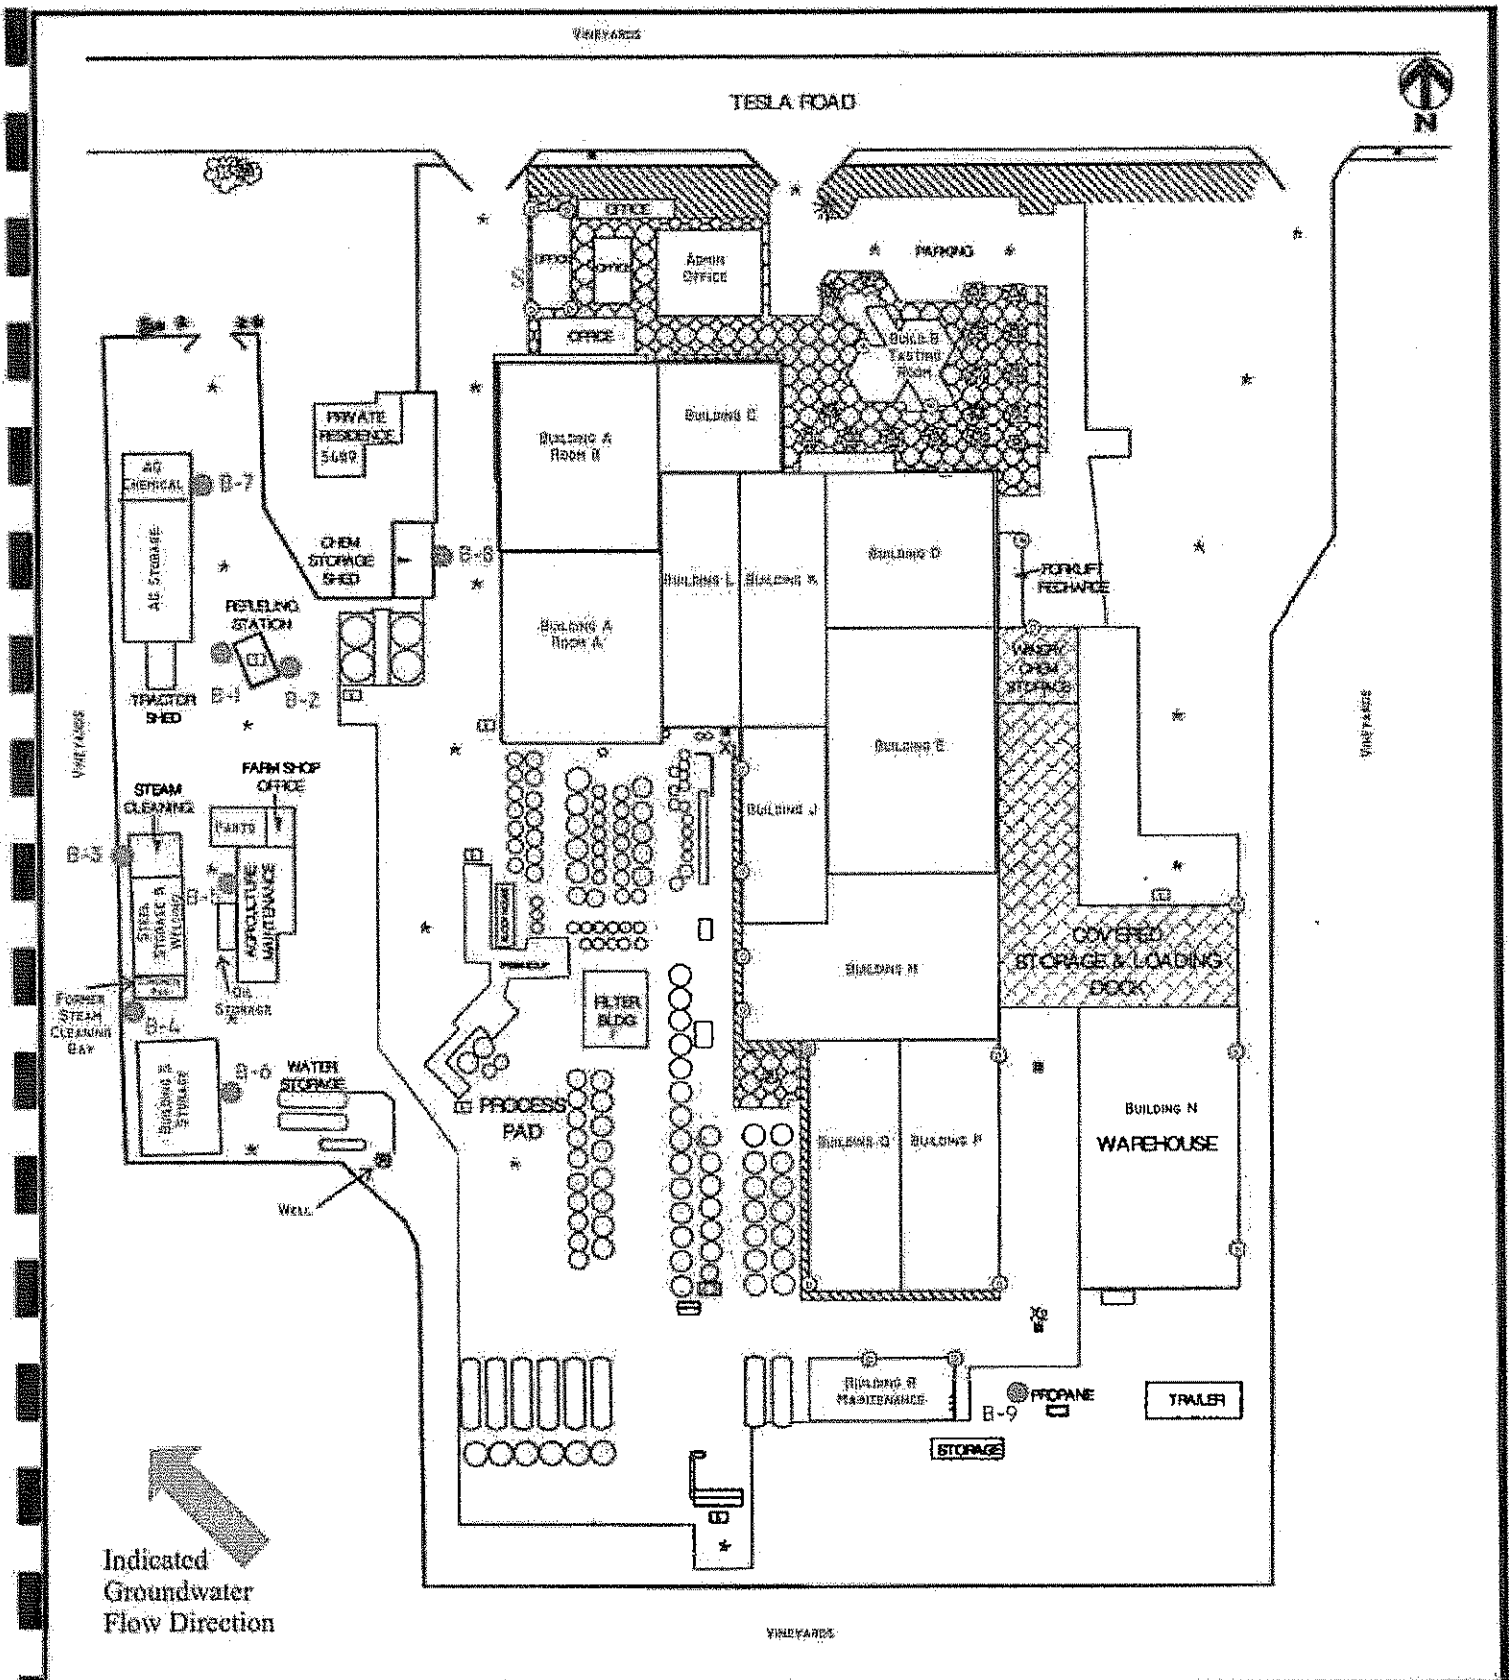 VINEYARDS
TESLA ROAD
N
OFFICE
OFFICE
OFFICE
ADMIN
OFFICE
PARKING
OFFICE
TASTING
ROOM
PRIVATE
RESIDENCE
5489
BUILDING A
ROOM B
BUILDING C
AG
CHEMICAL
B-7
AG STORAGE
CHEM
STORAGE
SHED
B-8
BUILDING L
BUILDING K
BUILDING D
FORKLIFT
RECHARGE
REFUELING
STATION
BUILDING A
ROOM A
B-1
B-2
TRACTOR
SHED
WINERY
CHEM
STORAGE
VINEYARDS
VINEYARDS
BUILDING E
STEAM
CLEANING
FARM SHOP
OFFICE
PARTS
BUILDING J
B-3
B-5
STEEL
STORAGE &
WELDING
AGRICULTURE
MAINTENANCE
BUILDING H
COVERED
STORAGE & LOADING
DOCK
FORMER
STEAM
CLEANING
BAY
OIL
STORAGE
B-4
FILTER
BLDG
B-6
STORAGE
WATER
STORAGE
PROCESS
PAD
BUILDING P
BUILDING N
WAREHOUSE
WELL
BUILDING R
MAINTENANCE
PROPANE
B-9
TRAILER
STORAGE
Indicated
Groundwater
Flow Direction
VINEYARDS